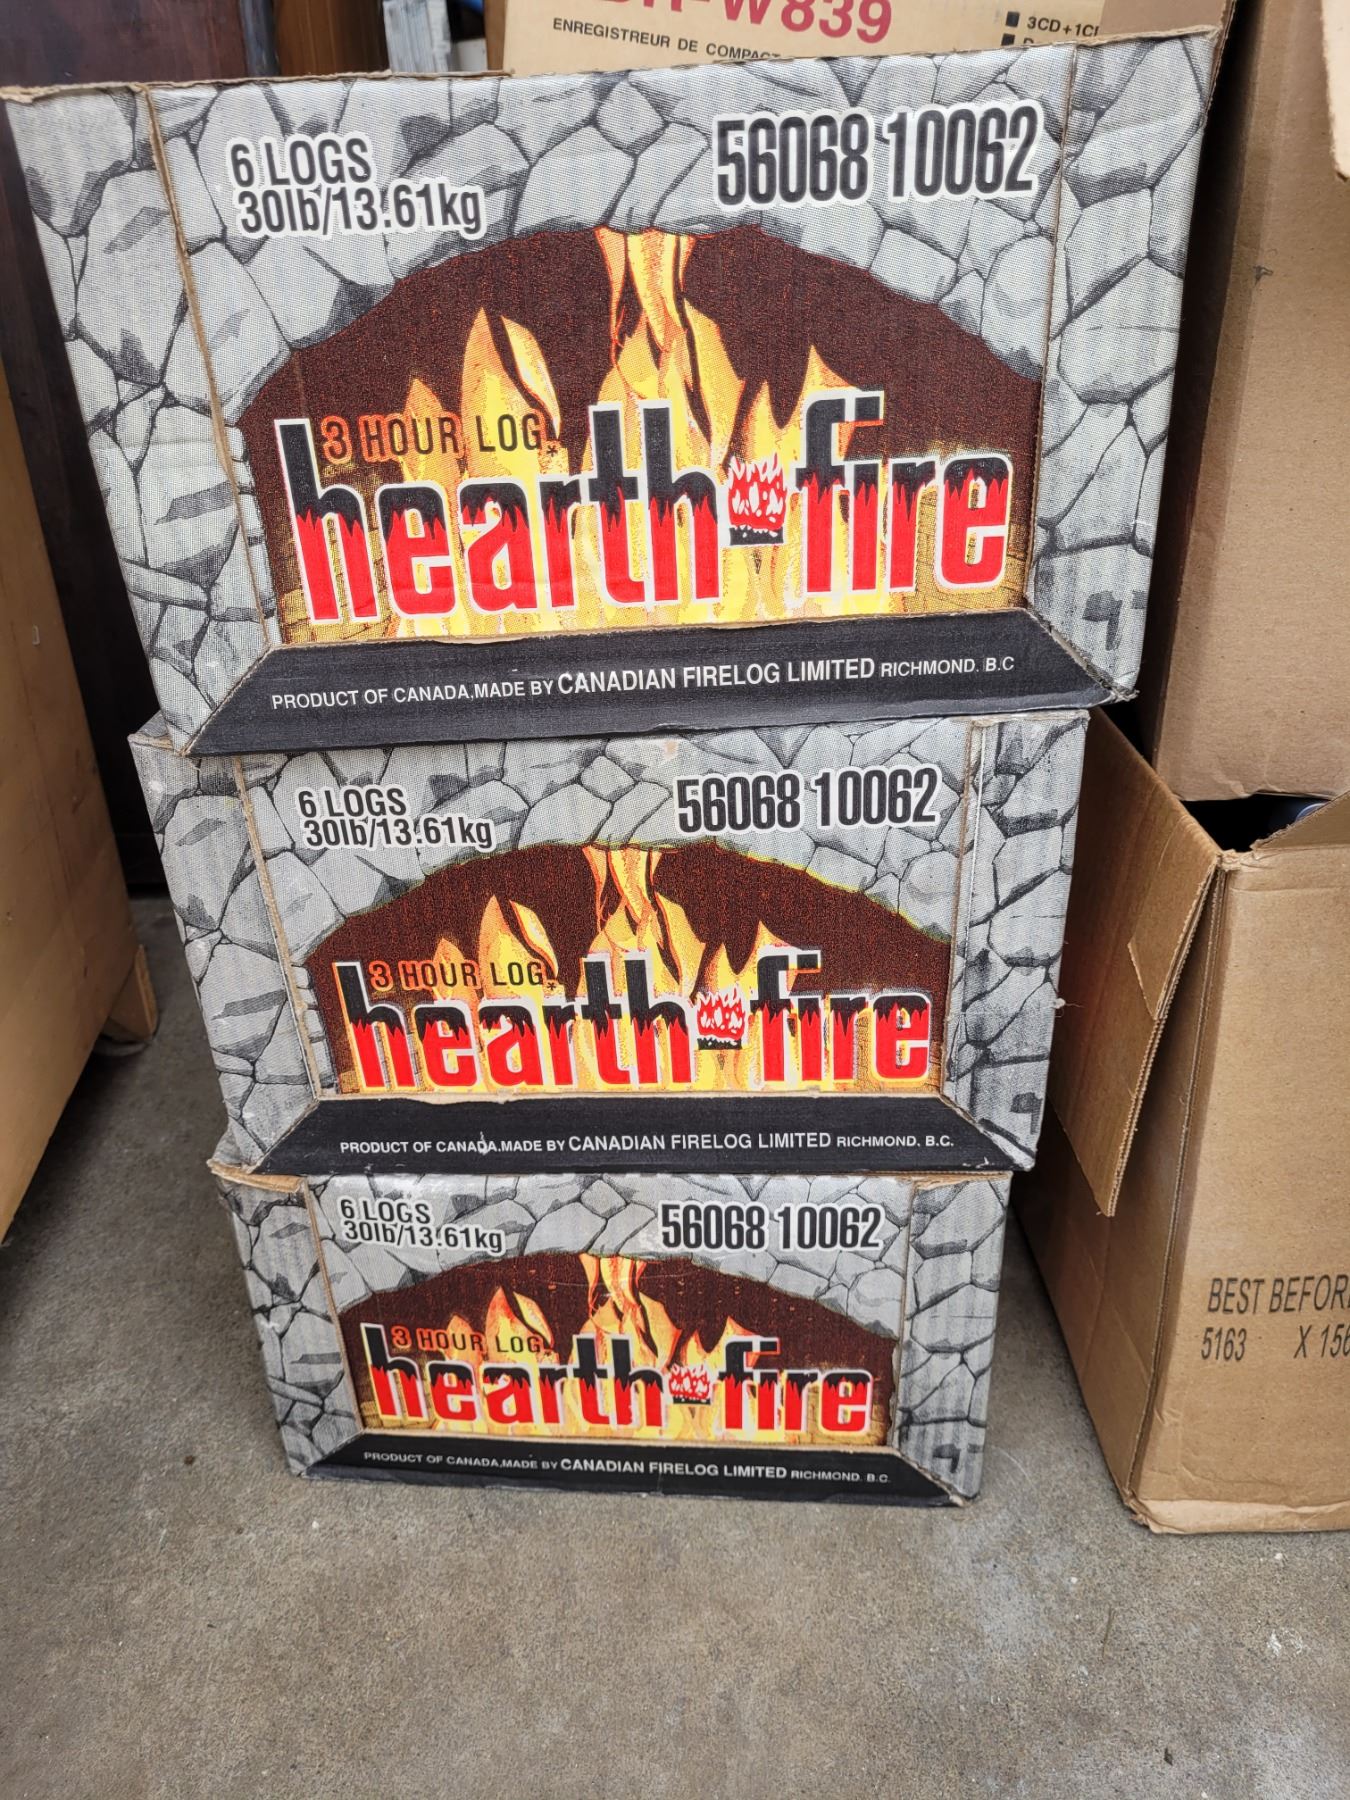 W839
ENREGISTREUR DE COMPACT
3CD+1CD
6 LOGS
30lb/13.61kg
56068 10062
3 HOUR LOG*
hearth fire
PRODUCT OF CANADA,MADE BY CANADIAN FIRELOG LIMITED RICHMOND. B.C
6 LOGS
30lb/13.61kg
56068 10062
3 HOUR LOG*
hearth fire
PRODUCT OF CANADA.MADE BY CANADIAN FIRELOG LIMITED RICHMOND. B.C.
6 LOGS
30lb/13.61kg
56068 10062
3 HOUR LOG*
hearth fire
PRODUCT OF CANADA,MADE BY CANADIAN FIRELOG LIMITED RICHMOND. B.C.
BEST BEFOR
5163 X 156